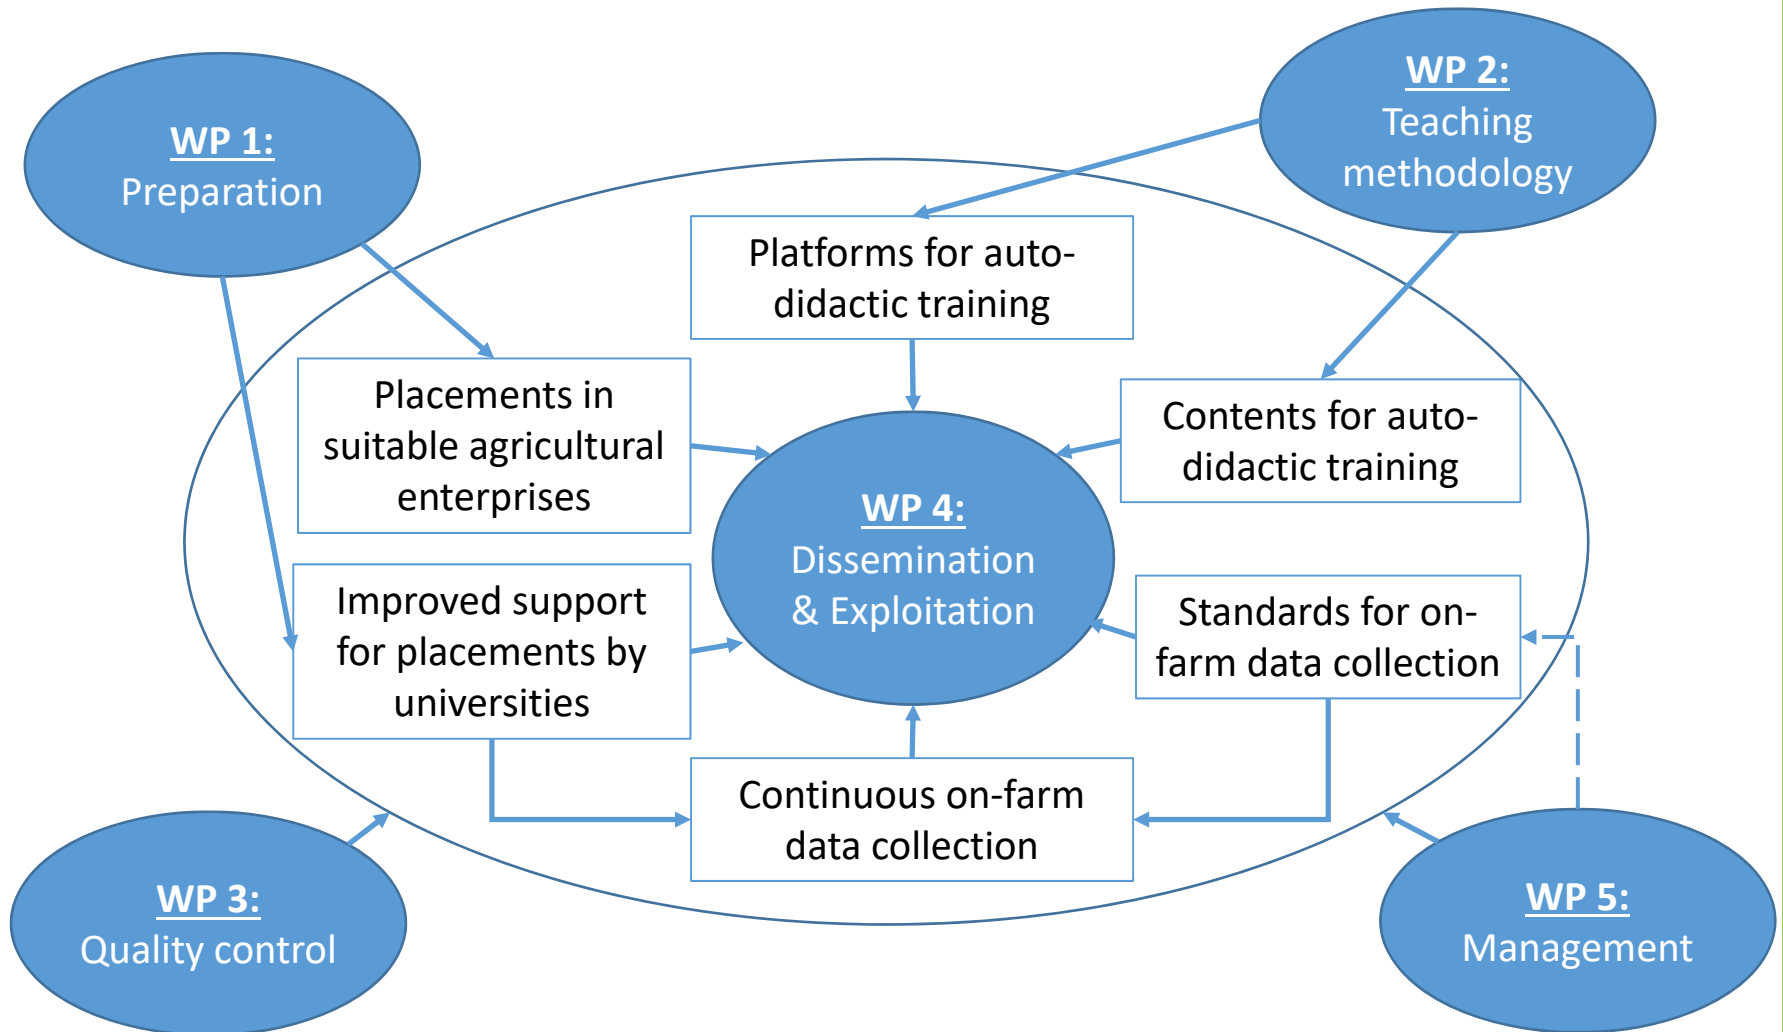 WP 1:
Preparation
WP 2:
Teaching
methodology
Platforms for auto-
didactic training
Placements in
suitable agricultural
enterprises
Contents for auto-
didactic training
WP 4:
Dissemination
& Exploitation
Improved support
for placements by
universities
Standards for on-
farm data collection
Continuous on-farm
data collection
WP 3:
Quality control
WP 5:
Management